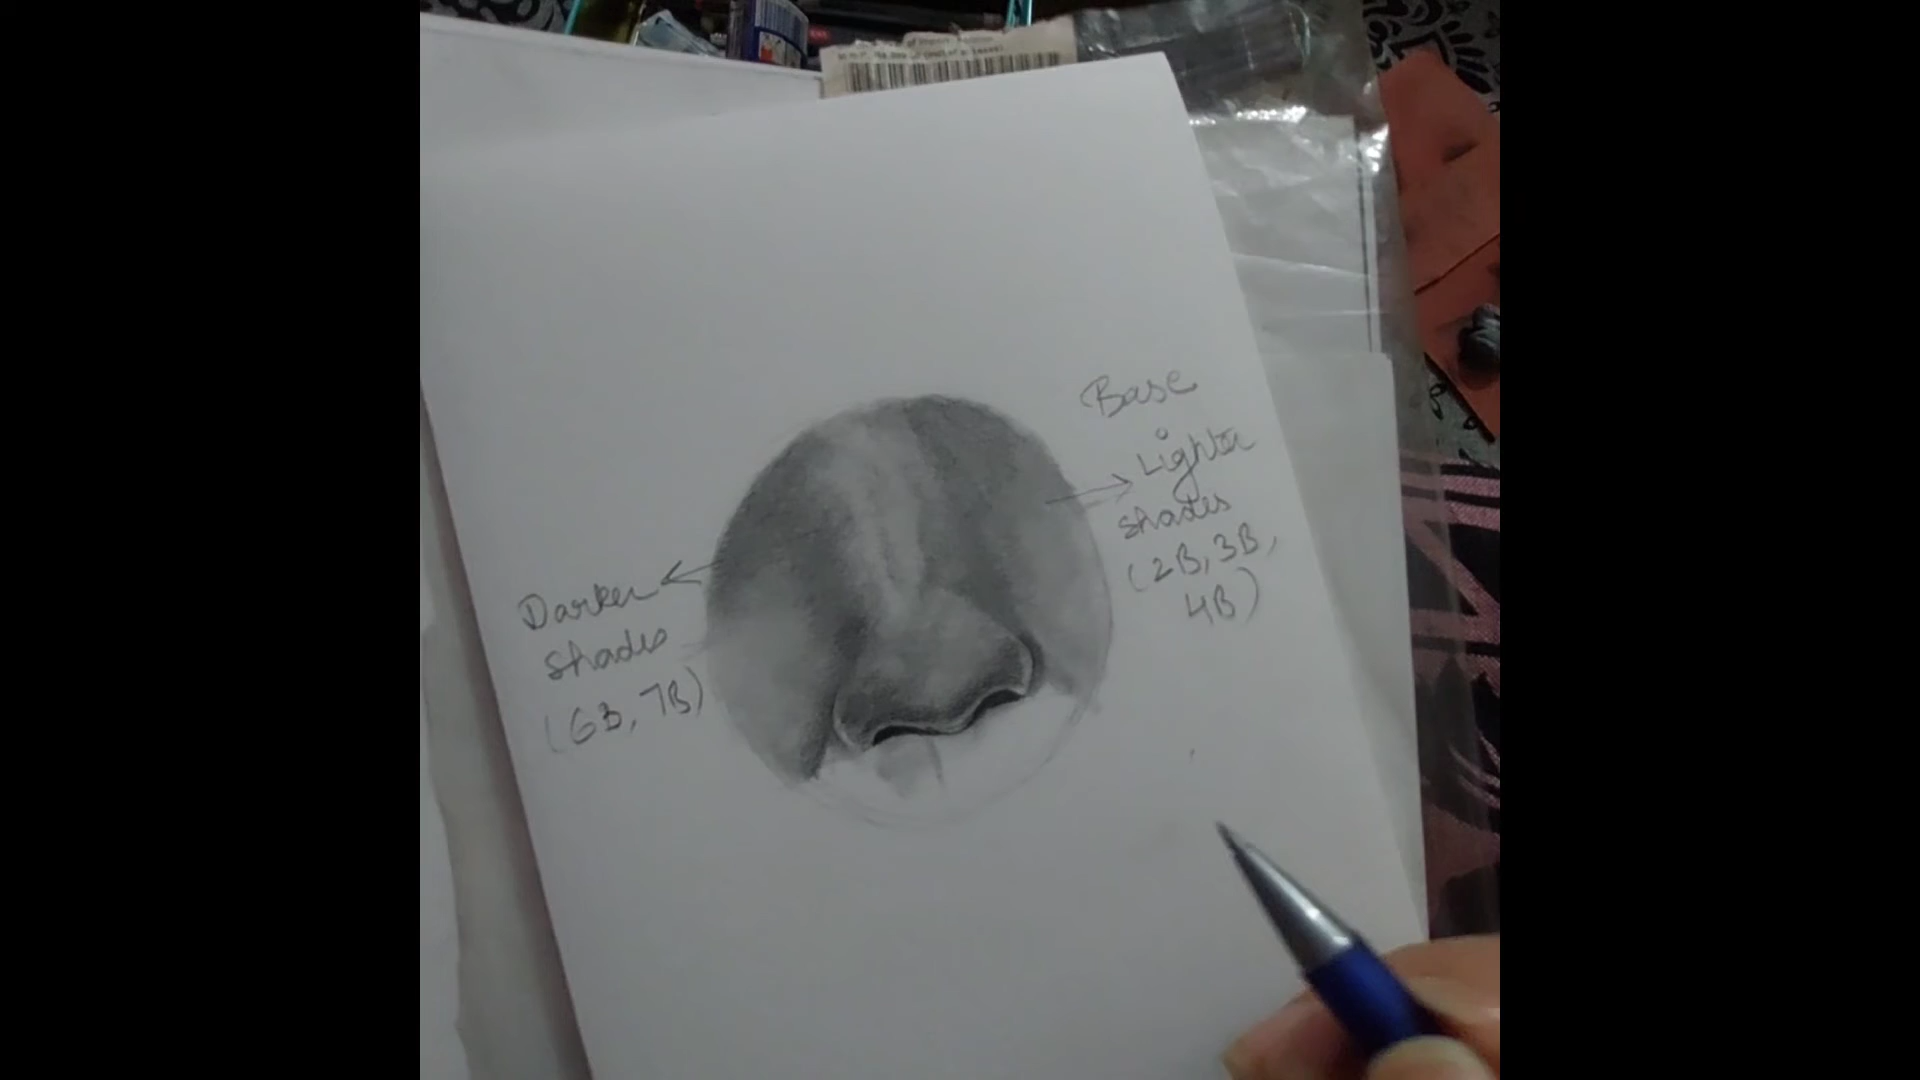 Base
Lighter
shades
(2B, 3B,
4B)
Darker
shades
(6B, 7B)